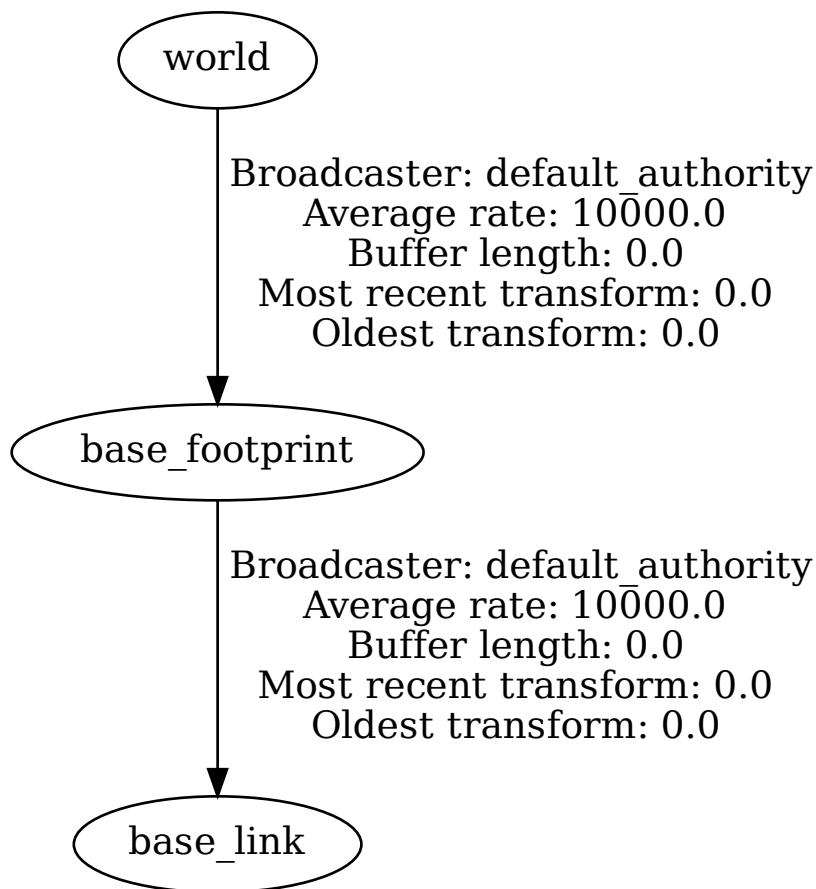 world
Broadcaster: default_authority
Average rate: 10000.0
Buffer length: 0.0
Most recent transform: 0.0
Oldest transform: 0.0
base_footprint
Broadcaster: default_authority
Average rate: 10000.0
Buffer length: 0.0
Most recent transform: 0.0
Oldest transform: 0.0
base_link